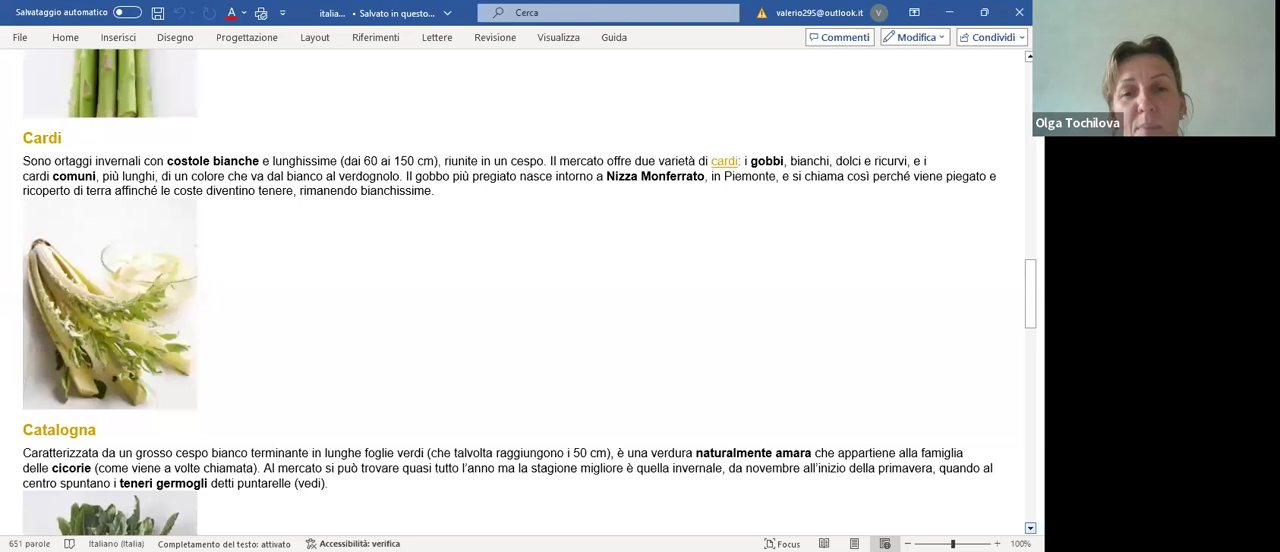 Salvataggio automatico
italia... • Salvato in questo...
Cerca
valerio295@outlook.it
V
File Home Inserisci Disegno Progettazione Layout Riferimenti Lettere Revisione Visualizza Guida
Commenti Modifica Condividi
Olga Tochilova
Cardi
Sono ortaggi invernali con costole bianche e lunghissime (dai 60 ai 150 cm), riunite in un cespo. Il mercato offre due varietà di cardi: i gobbi, bianchi, dolci e ricurvi, e i
cardi comuni, più lunghi, di un colore che va dal bianco al verdognolo. Il gobbo più pregiato nasce intorno a Nizza Monferrato, in Piemonte, e si chiama così perché viene piegato e
ricoperto di terra affinché le coste diventino tenere, rimanendo bianchissime.
Catalogna
Caratterizzata da un grosso cespo bianco terminante in lunghe foglie verdi (che talvolta raggiungono i 50 cm), è una verdura naturalmente amara che appartiene alla famiglia
delle cicorie (come viene a volte chiamata). Al mercato si può trovare quasi tutto l'anno ma la stagione migliore è quella invernale, da novembre all'inizio della primavera, quando al
centro spuntano i teneri germogli detti puntarelle (vedi).
651 parole
Italiano (Italia)
Completamento del testo: attivato
Accessibilità: verifica
Focus
100%